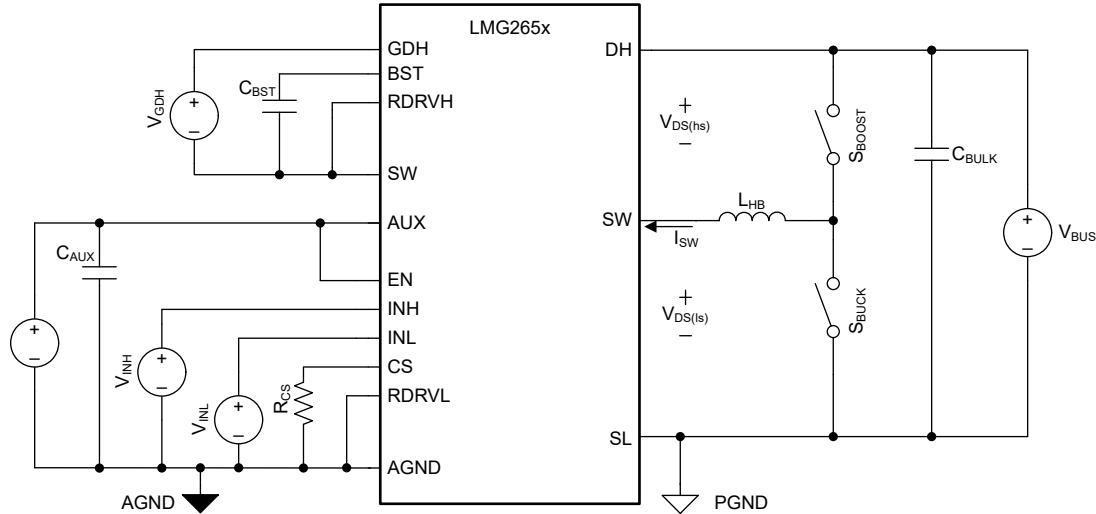 LMG265x
GDH
BST
RDRVH
SW
AUX
EN
INH
INL
CS
RDRVL
AGND
DH
SW
SL
V_GDH
+
–
C_BST
C_AUX
+
–
V_INH
+
–
V_INL
+
–
R_CS
AGND
+
V_DS(hs)
–
L_HB
I_SW
+
V_DS(ls)
–
S_BOOST
S_BUCK
C_BULK
+
–
V_BUS
PGND